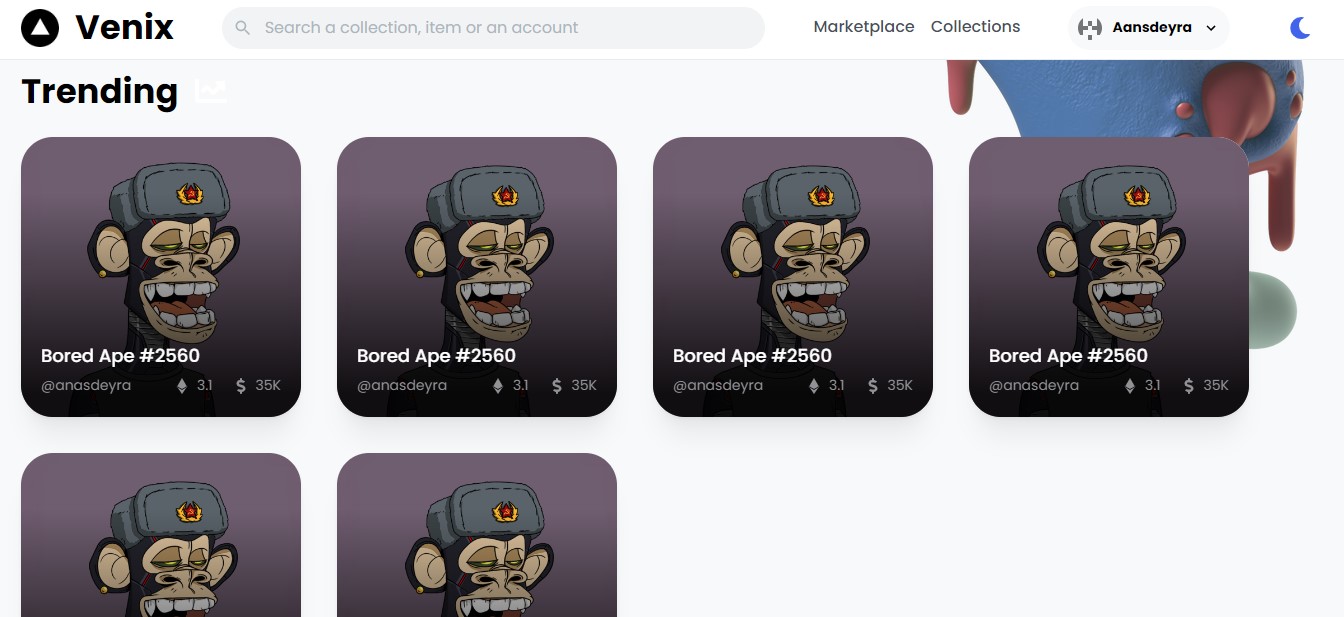 Venix
Search a collection, item or an account
Marketplace Collections
Aansdeyra
Trending
Bored Ape #2560
@anasdeyra 3.1 $ 35K
Bored Ape #2560
@anasdeyra 3.1 $ 35K
Bored Ape #2560
@anasdeyra 3.1 $ 35K
Bored Ape #2560
@anasdeyra 3.1 $ 35K